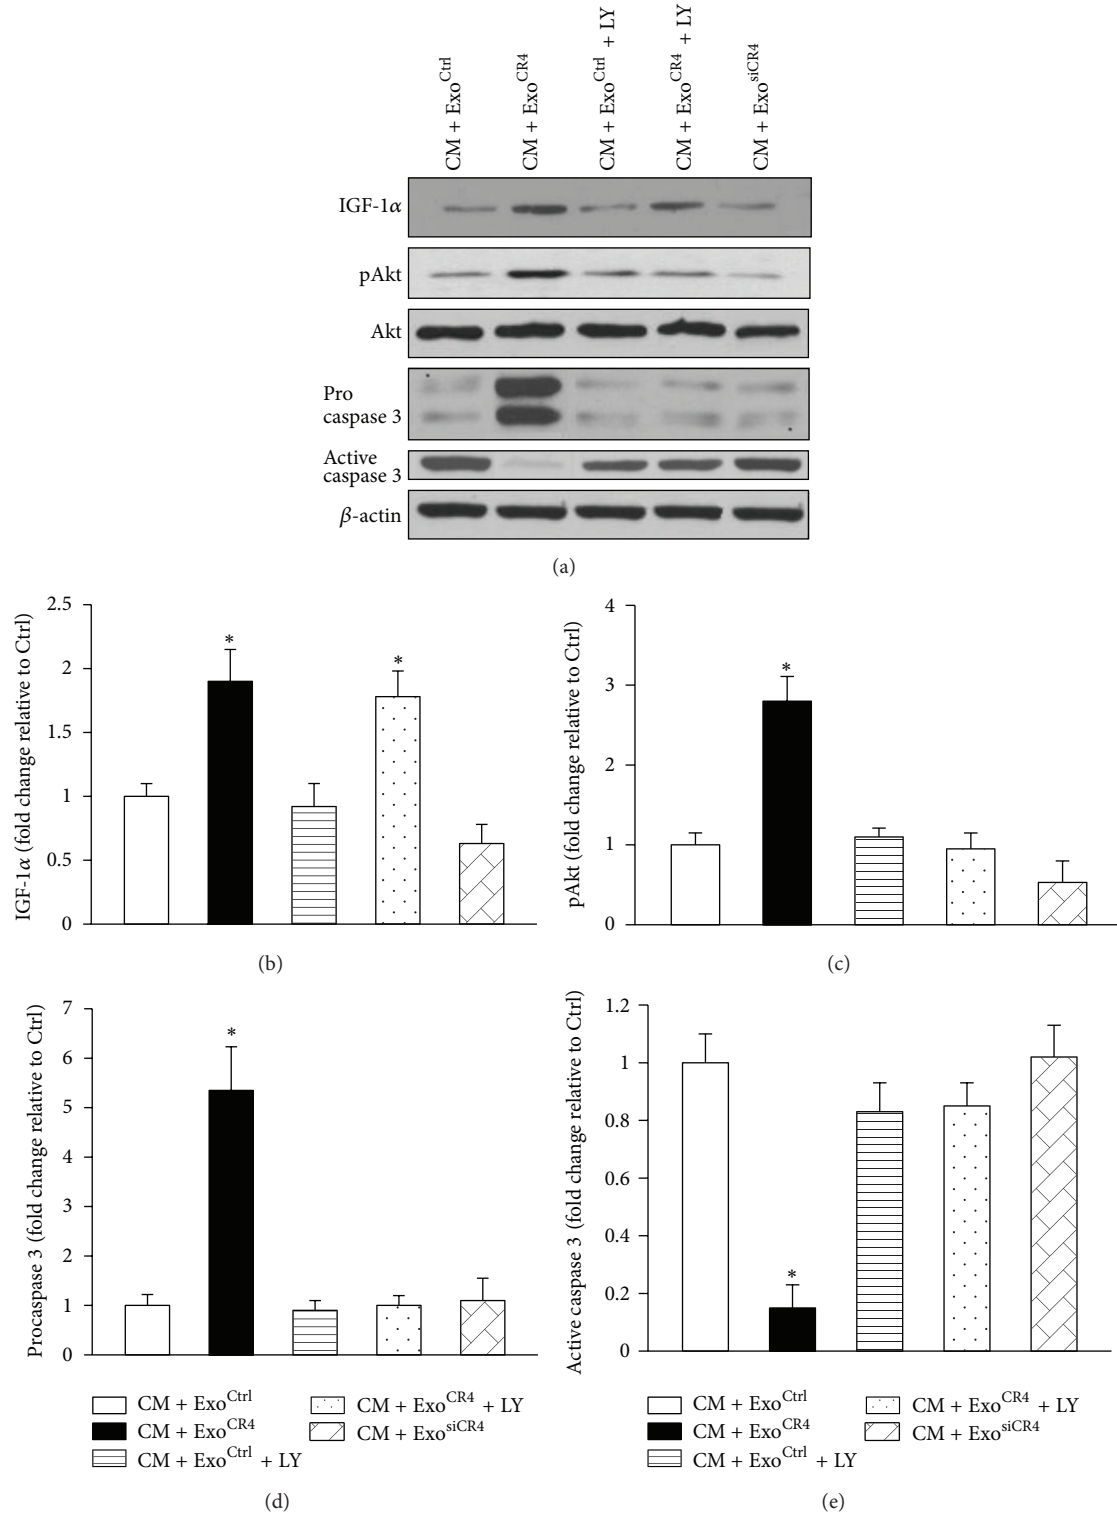 CM + Exo^Ctrl
CM + Exo^CR4
CM + Exo^Ctrl + LY
CM + Exo^CR4 + LY
CM + Exo^siCR4
IGF-1α
pAkt
Akt
Pro
caspase 3
Active
caspase 3
β-actin
(a)
IGF-1α (fold change relative to Ctrl)
2.5
2
1.5
1
0.5
0
*
*
(b)
pAkt (fold change relative to Ctrl)
4
3
2
1
0
*
(c)
Procaspase 3 (fold change relative to Ctrl)
7
6
5
4
3
2
1
0
*
CM + Exo^Ctrl
CM + Exo^CR4
CM + Exo^Ctrl + LY
CM + Exo^CR4 + LY
CM + Exo^siCR4
(d)
Active caspase 3 (fold change relative to Ctrl)
1.2
1
0.8
0.6
0.4
0.2
0
*
CM + Exo^Ctrl
CM + Exo^CR4
CM + Exo^Ctrl + LY
CM + Exo^CR4 + LY
CM + Exo^siCR4
(e)